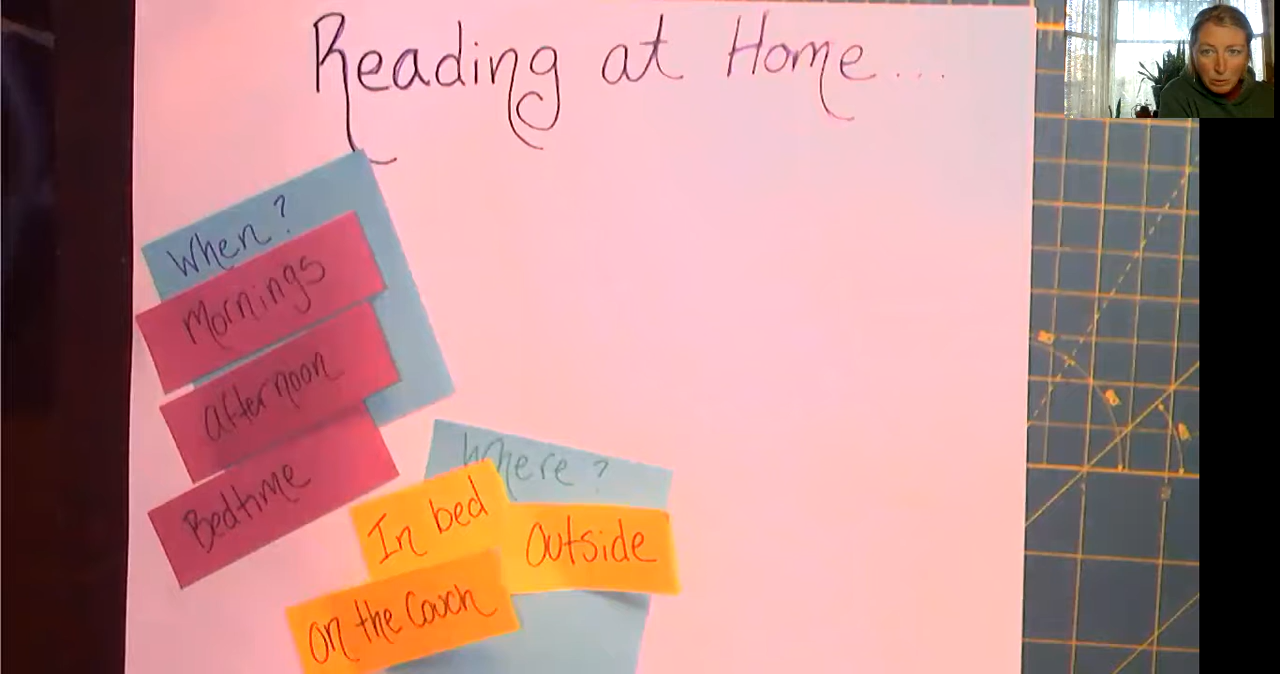 Reading at Home...
When?
Mornings
afternoon
Bedtime
Where?
In bed
Outside
on the Couch